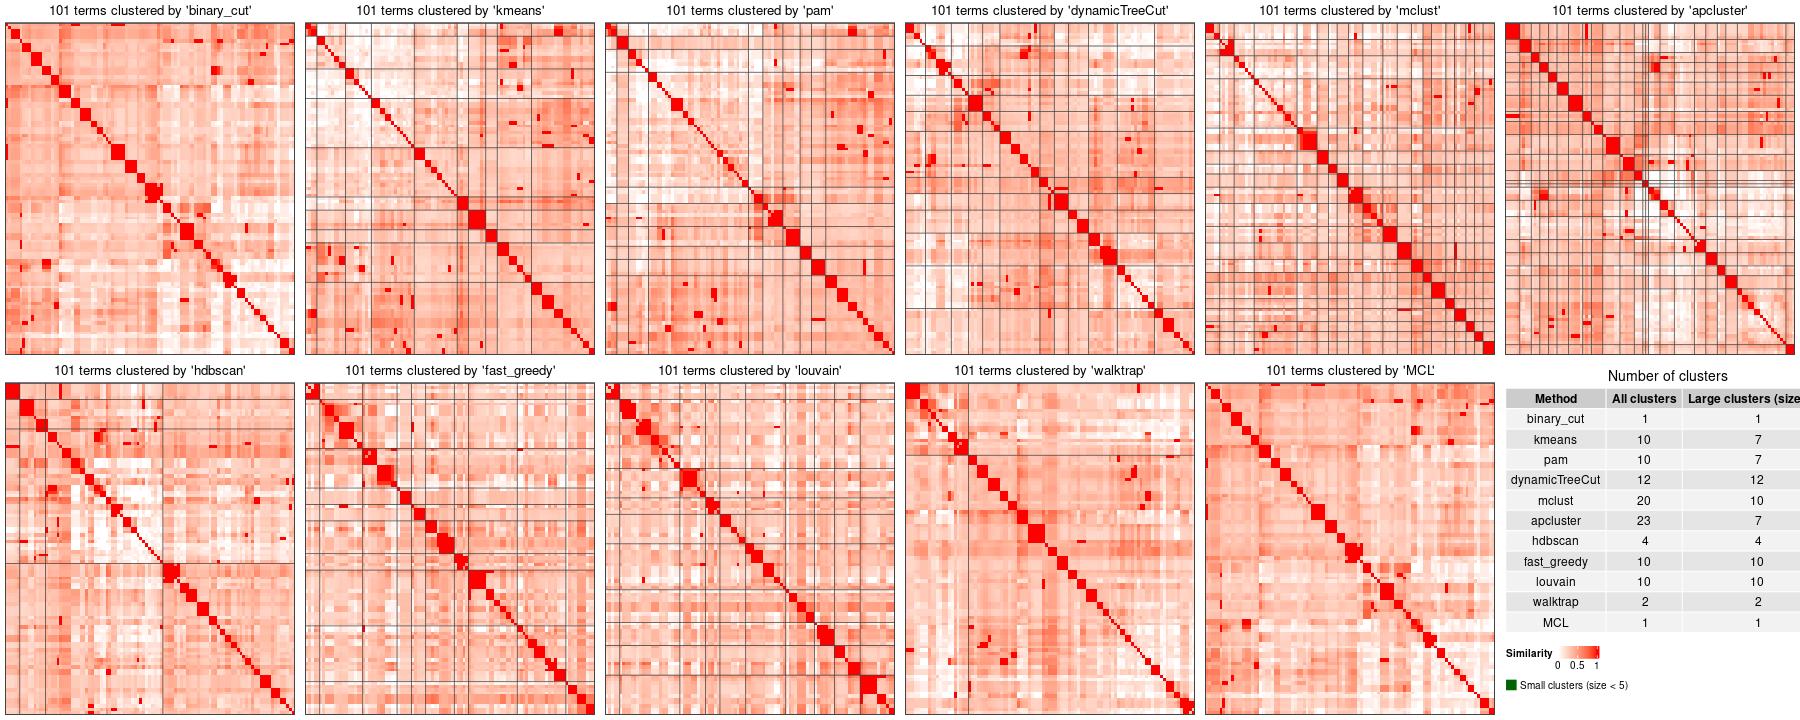 101 terms clustered by 'binary_cut'
101 terms clustered by 'kmeans'
101 terms clustered by 'pam'
101 terms clustered by 'dynamicTreeCut'
101 terms clustered by 'mclust'
101 terms clustered by 'apcluster'
101 terms clustered by 'hdbscan'
101 terms clustered by 'fast_greedy'
101 terms clustered by 'louvain'
101 terms clustered by 'walktrap'
101 terms clustered by 'MCL'
Number of clusters
Method All clusters Large clusters (size
binary_cut 1 1
kmeans 10 7
pam 10 7
dynamicTreeCut 12 12
mclust 20 10
apcluster 23 7
hdbscan 4 4
fast_greedy 10 10
louvain 10 10
walktrap 2 2
MCL 1 1
Similarity
0 0.5 1
Small clusters (size < 5)